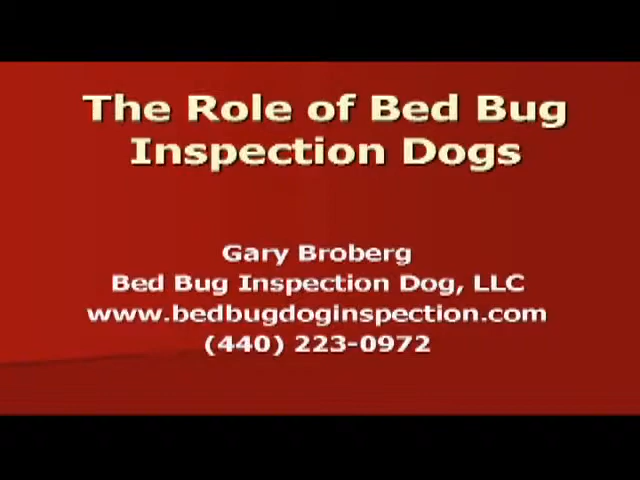 The Role of Bed Bug
Inspection Dogs
Gary Broberg
Bed Bug Inspection Dog, LLC
www.bedbugdoginspection.com
(440) 223-0972